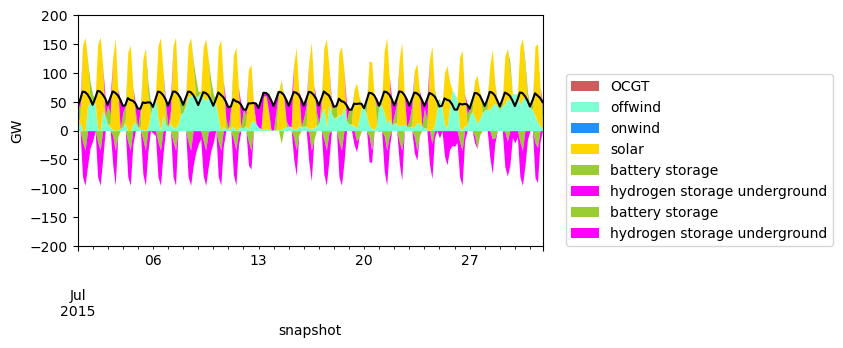 200
150
100
50
0
−50
−100
−150
−200
GW
06
13
20
27
Jul
2015
snapshot
OCGT
offwind
onwind
solar
battery storage
hydrogen storage underground
battery storage
hydrogen storage underground